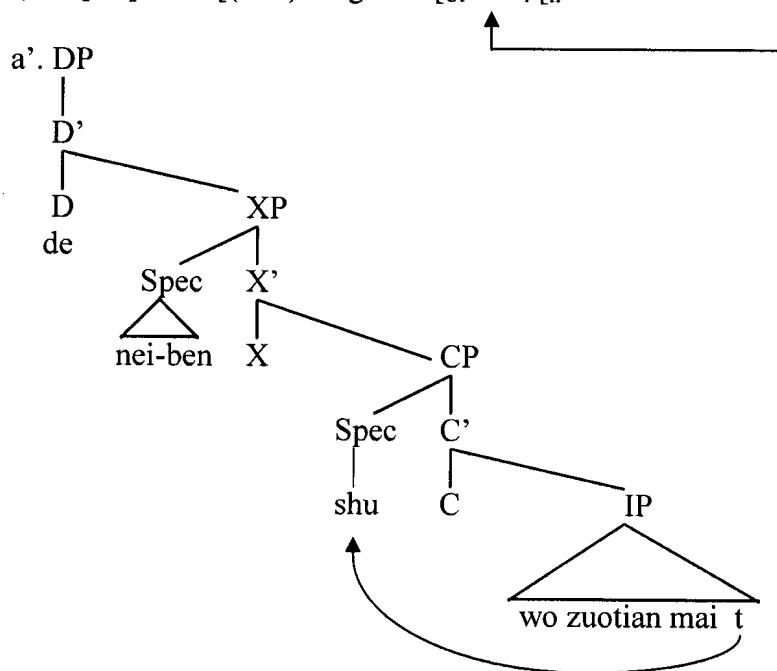 a’. DP
D’
D XP
de
Spec X’
nei-ben X CP
Spec C’
shu C IP
wo zuotian mai t